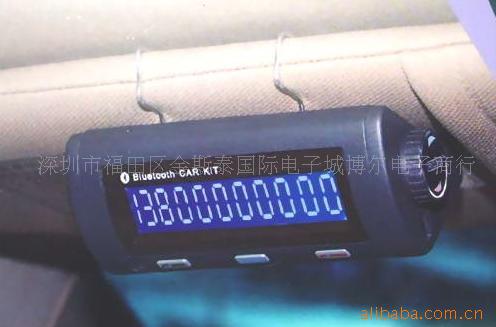 深圳市福田区金斯泰国际电子城博尔电子商行
Bluetooth CAR KIT
13800000000
alibaba.com.cn